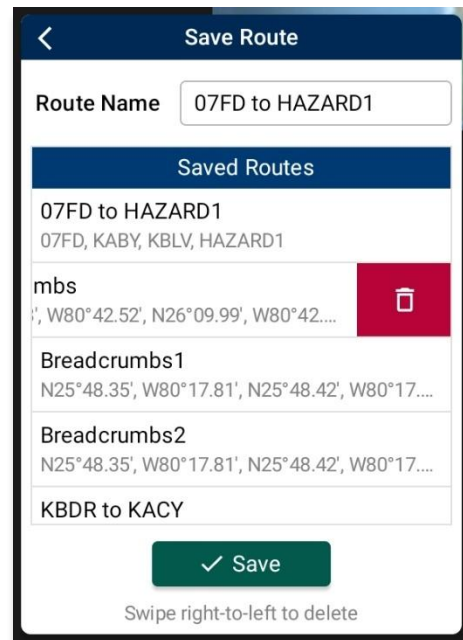 Save Route
Route Name 07FD to HAZARD1
Saved Routes
07FD to HAZARD1
07FD, KABY, KBLV, HAZARD1
mbs
', W80°42.52', N26°09.99', W80°42....
Breadcrumbs1
N25°48.35', W80°17.81', N25°48.42', W80°17....
Breadcrumbs2
N25°48.35', W80°17.81', N25°48.42', W80°17....
KBDR to KACY
Save
Swipe right-to-left to delete